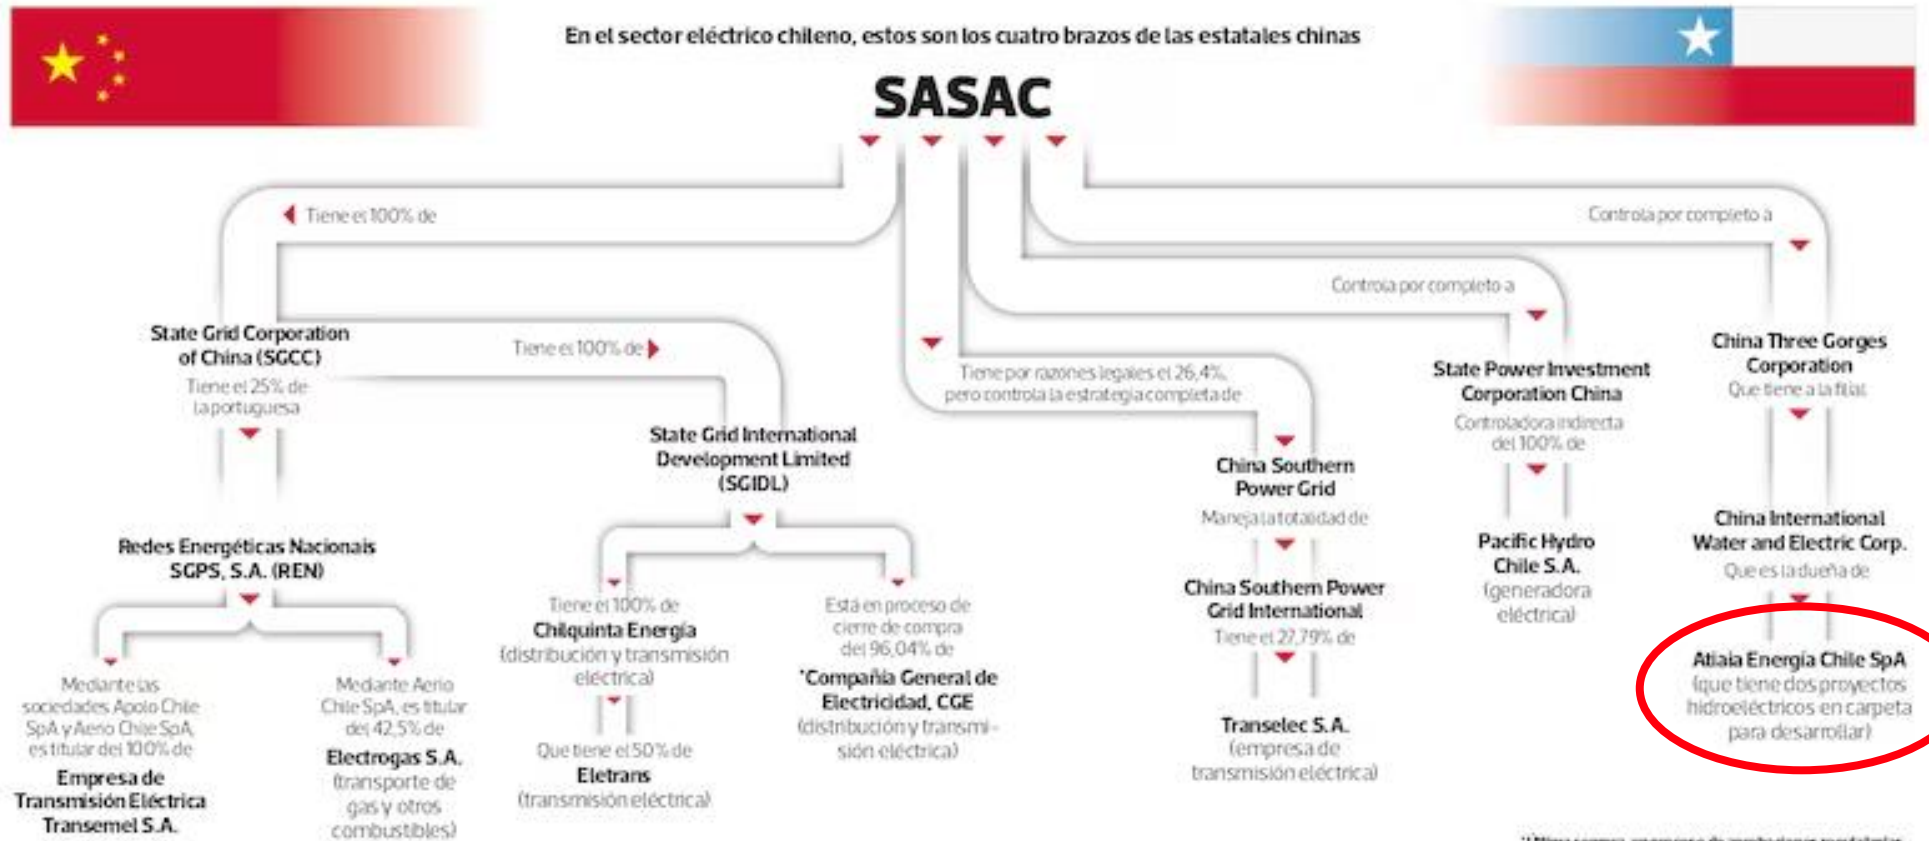 En el sector eléctrico chileno, estos son los cuatro brazos de las estatales chinas
SASAC
Tiene el 100% de
Controla por completo a
Controla por completo a
State Grid Corporation
of China (SGCC)
Tiene el 25% de
la portuguesa
Tiene el 100% de
Tiene por razones legales el 26,4%,
pero controla la estrategia completa de
State Power Investment
Corporation China
Controladora indirecta
del 100% de
China Three Gorges
Corporation
Que tiene a la filial
State Grid International
Development Limited
(SGIDL)
China Southern
Power Grid
Maneja la totalidad de
Redes Energéticas Nacionais
SGPS, S.A. (REN)
Pacific Hydro
Chile S.A.
(generadora
eléctrica)
China International
Water and Electric Corp.
Que es la dueña de
Tiene el 100% de
Chilquinta Energía
(distribución y transmisión
eléctrica)
Está en proceso de
cierre de compra
del 96,04% de
*Compañía General de
Electricidad, CGE
(distribución y transmi-
sión eléctrica)
China Southern Power
Grid International
Tiene el 27,79% de
Atiaia Energía Chile SpA
(que tiene dos proyectos
hidroeléctricos en carpeta
para desarrollar)
Mediante las
sociedades Apolo Chile
SpA y Aerio Chile SpA,
es titular del 100% de
Empresa de
Transmisión Eléctrica
Transemel S.A.
Mediante Aerio
Chile SpA, es titular
del 42,5% de
Electrogas S.A.
(transporte de
gas y otros
combustibles)
Que tiene el 50% de
Eletrans
(transmisión eléctrica)
Transelec S.A.
(empresa de
transmisión eléctrica)